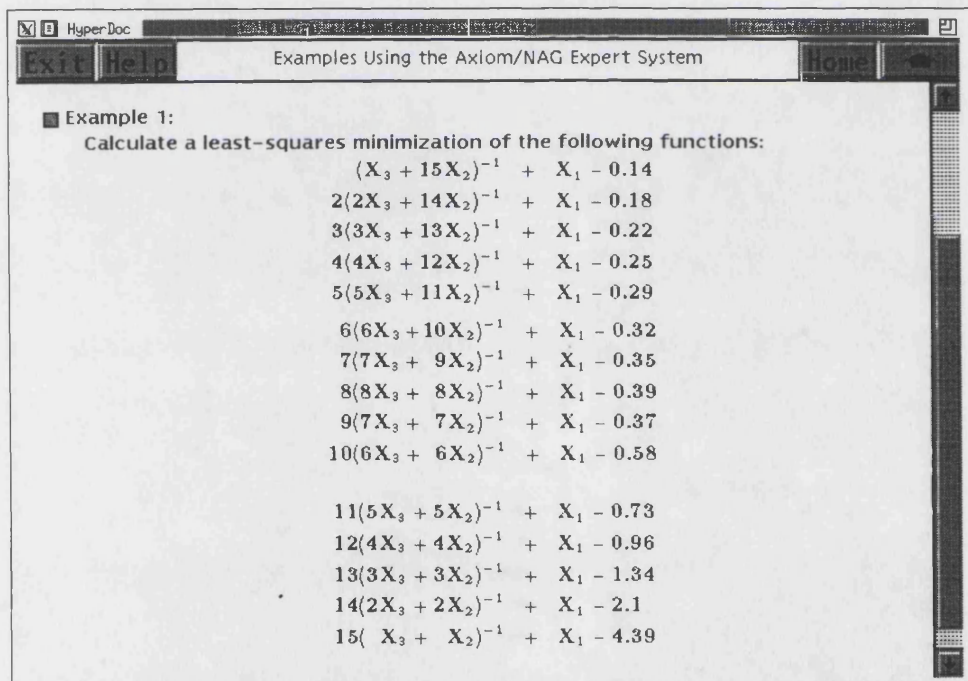 HyperDoc
Exit Help Examples Using the Axiom/NAG Expert System Home
Example 1:
Calculate a least-squares minimization of the following functions:
(X₃ + 15X₂)⁻¹ + X₁ - 0.14
2(2X₃ + 14X₂)⁻¹ + X₁ - 0.18
3(3X₃ + 13X₂)⁻¹ + X₁ - 0.22
4(4X₃ + 12X₂)⁻¹ + X₁ - 0.25
5(5X₃ + 11X₂)⁻¹ + X₁ - 0.29
6(6X₃ + 10X₂)⁻¹ + X₁ - 0.32
7(7X₃ + 9X₂)⁻¹ + X₁ - 0.35
8(8X₃ + 8X₂)⁻¹ + X₁ - 0.39
9(7X₃ + 7X₂)⁻¹ + X₁ - 0.37
10(6X₃ + 6X₂)⁻¹ + X₁ - 0.58
11(5X₃ + 5X₂)⁻¹ + X₁ - 0.73
12(4X₃ + 4X₂)⁻¹ + X₁ - 0.96
13(3X₃ + 3X₂)⁻¹ + X₁ - 1.34
14(2X₃ + 2X₂)⁻¹ + X₁ - 2.1
15( X₃ + X₂)⁻¹ + X₁ - 4.39